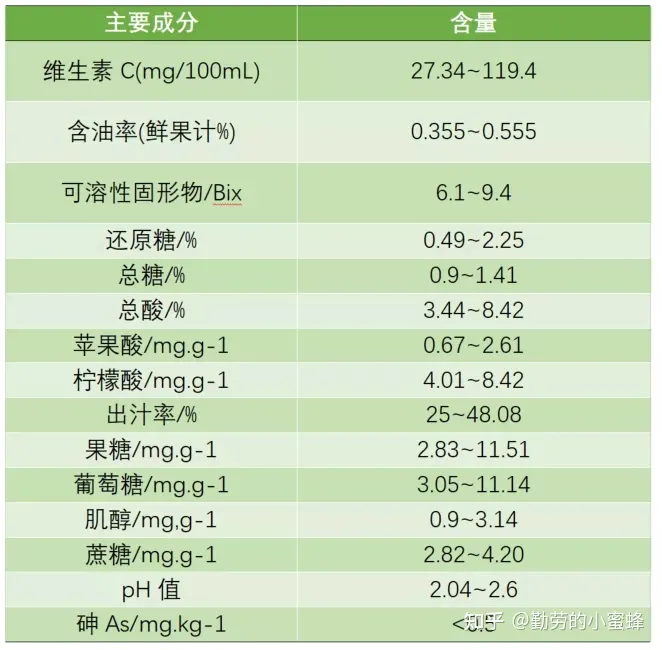 主要成分 含量
维生素 C(mg/100mL) 27.34~119.4
含油率(鲜果计%) 0.355~0.555
可溶性固形物/Bix 6.1~9.4
还原糖/% 0.49~2.25
总糖/% 0.9~1.41
总酸/% 3.44~8.42
苹果酸/mg.g-1 0.67~2.61
柠檬酸/mg.g-1 4.01~8.42
出汁率/% 25~48.08
果糖/mg.g-1 2.83~11.51
葡萄糖/mg.g-1 3.05~11.14
肌醇/mg,g-1 0.9~3.14
蔗糖/mg.g-1 2.82~4.20
pH 值 2.04~2.6
砷 As/mg.kg-1
知乎 @勤劳的小蜜蜂